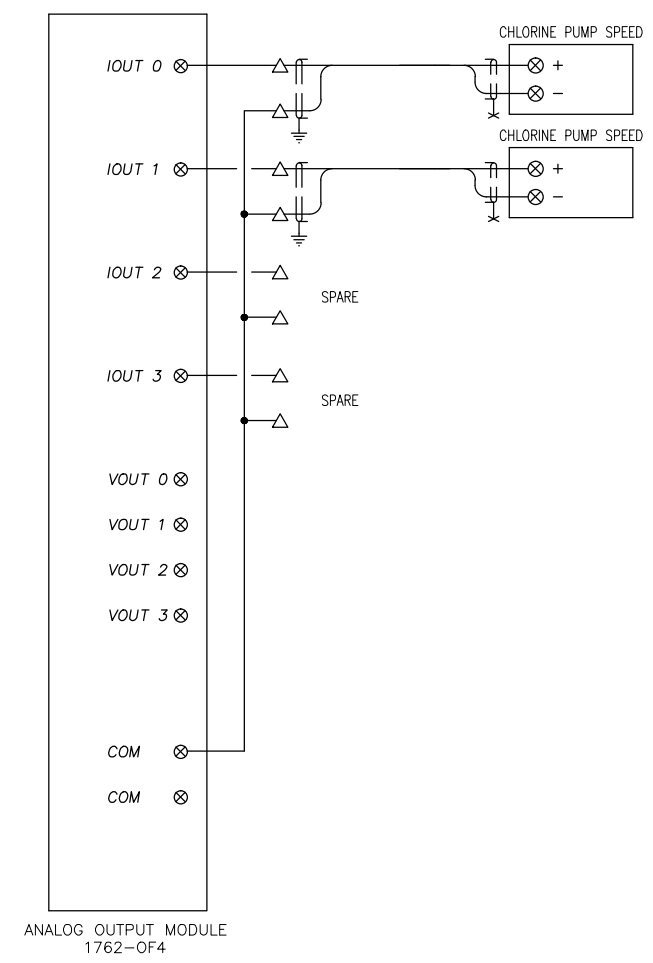 CHLORINE PUMP SPEED
IOUT 0
+
−
CHLORINE PUMP SPEED
IOUT 1
+
−
IOUT 2
SPARE
IOUT 3
SPARE
VOUT 0
VOUT 1
VOUT 2
VOUT 3
COM
COM
ANALOG OUTPUT MODULE
1762−OF4